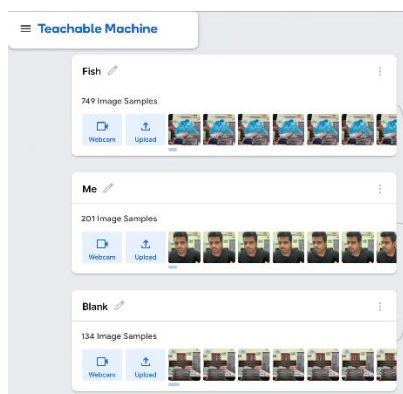 Teachable Machine
Fish
749 Image Samples
Webcam Upload
Me
201 Image Samples
Webcam Upload
Blank
134 Image Samples
Webcam Upload